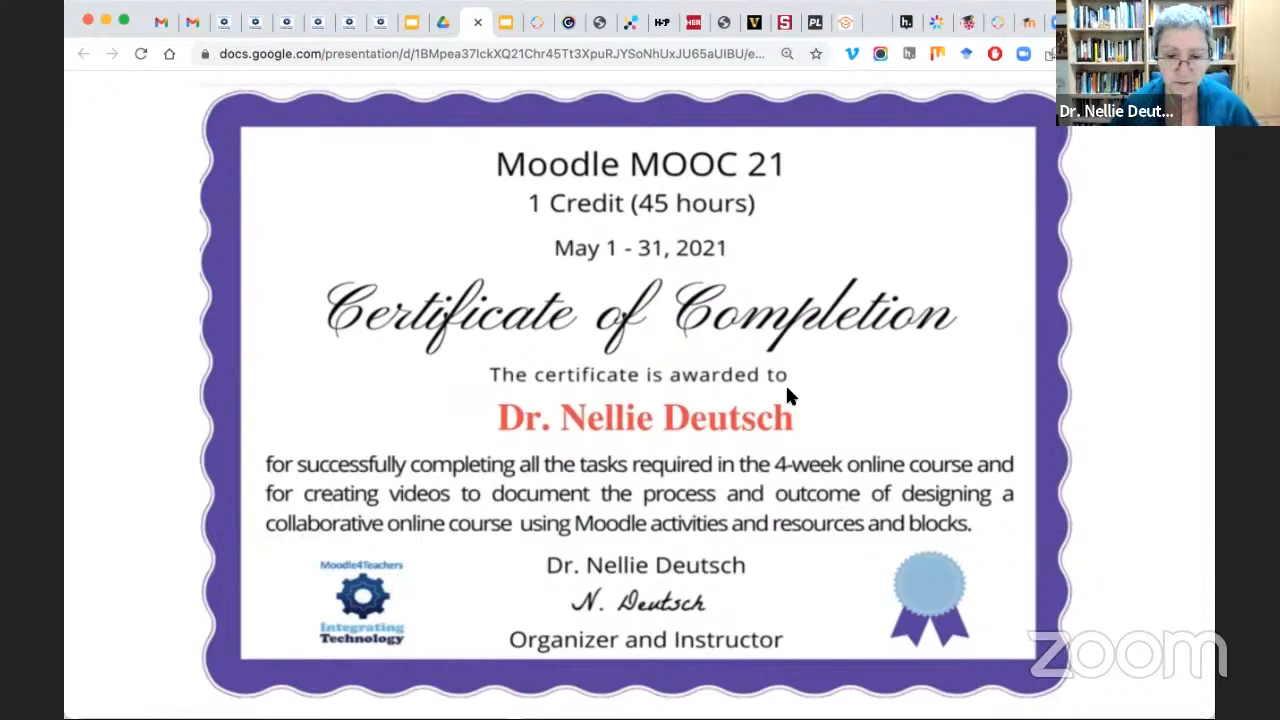 docs.google.com/presentation/d/1BMpea37IckXQ21Chr45Tt3XpuRJYSoNhUxJU65aUIBU/e...
Dr. Nellie Deut...
Moodle MOOC 21
1 Credit (45 hours)
May 1 - 31, 2021
Certificate of Completion
The certificate is awarded to
Dr. Nellie Deutsch
for successfully completing all the tasks required in the 4-week online course and
for creating videos to document the process and outcome of designing a
collaborative online course using Moodle activities and resources and blocks.
Moodle4Teachers
Integrating
Technology
Dr. Nellie Deutsch
N. Deutsch
Organizer and Instructor
zoom